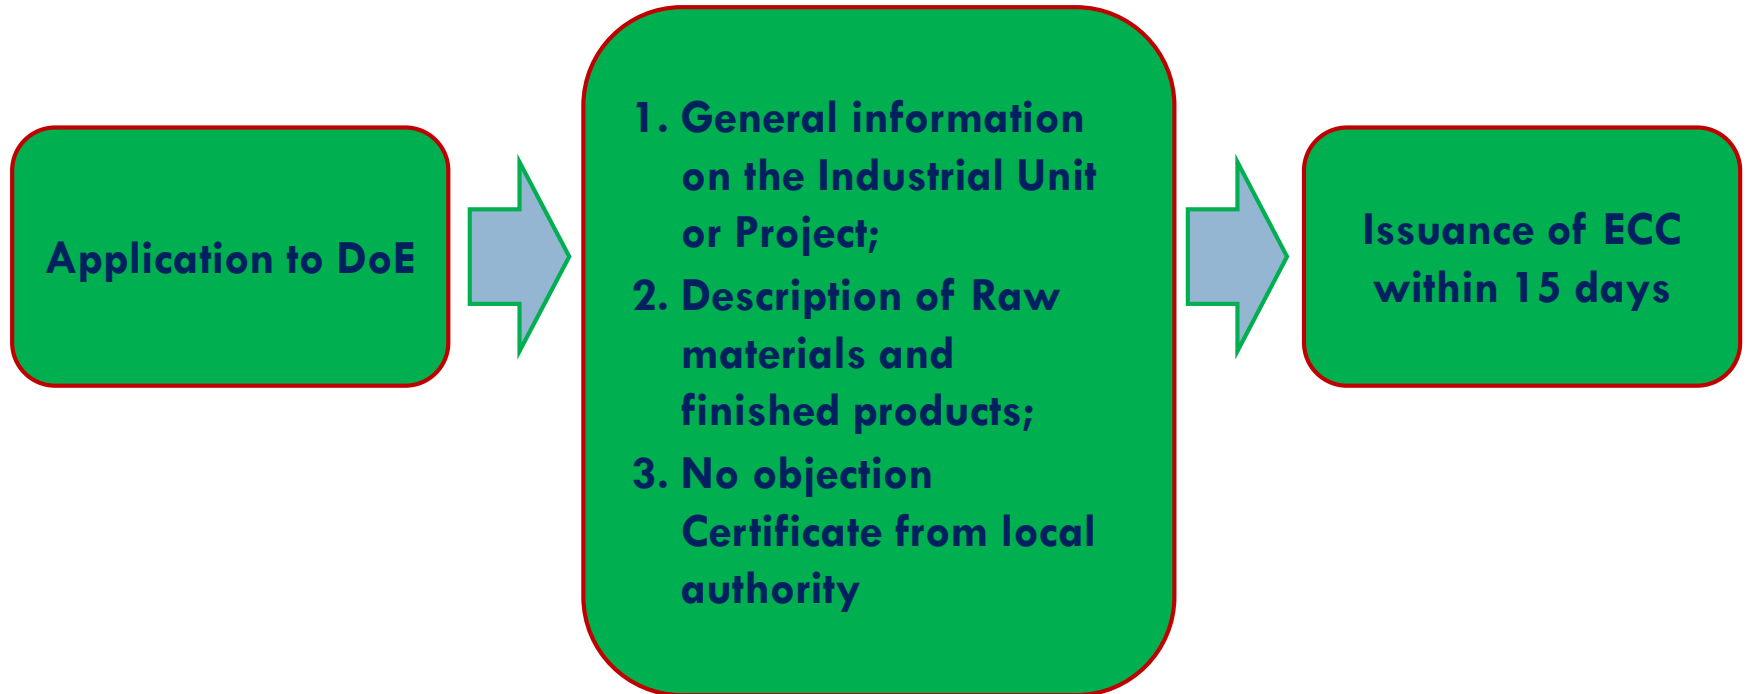 Application to DoE
1. General information
on the Industrial Unit
or Project;
2. Description of Raw
materials and
finished products;
3. No objection
Certificate from local
authority
Issuance of ECC
within 15 days